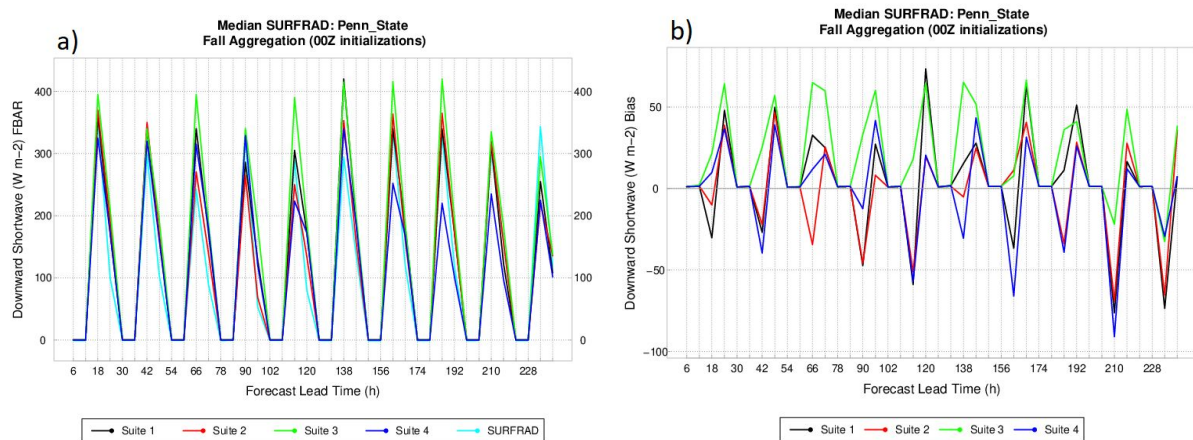 a)
Median SURFRAD: Penn_State
Fall Aggregation (00Z initializations)
Downward Shortwave (W m−2) FBAR
400 400
300 300
200 200
100 100
0 0
6 18 30 42 54 66 78 90 102 114 126 138 150 162 174 192 210 228
Forecast Lead Time (h)
Suite 1 Suite 2 Suite 3 Suite 4 SURFRAD
b)
Median SURFRAD: Penn_State
Fall Aggregation (00Z initializations)
Downward Shortwave (W m−2) Bias
50
0
−50
−100
6 18 30 42 54 66 78 90 102 120 138 156 174 192 210 228
Forecast Lead Time (h)
Suite 1 Suite 2 Suite 3 Suite 4